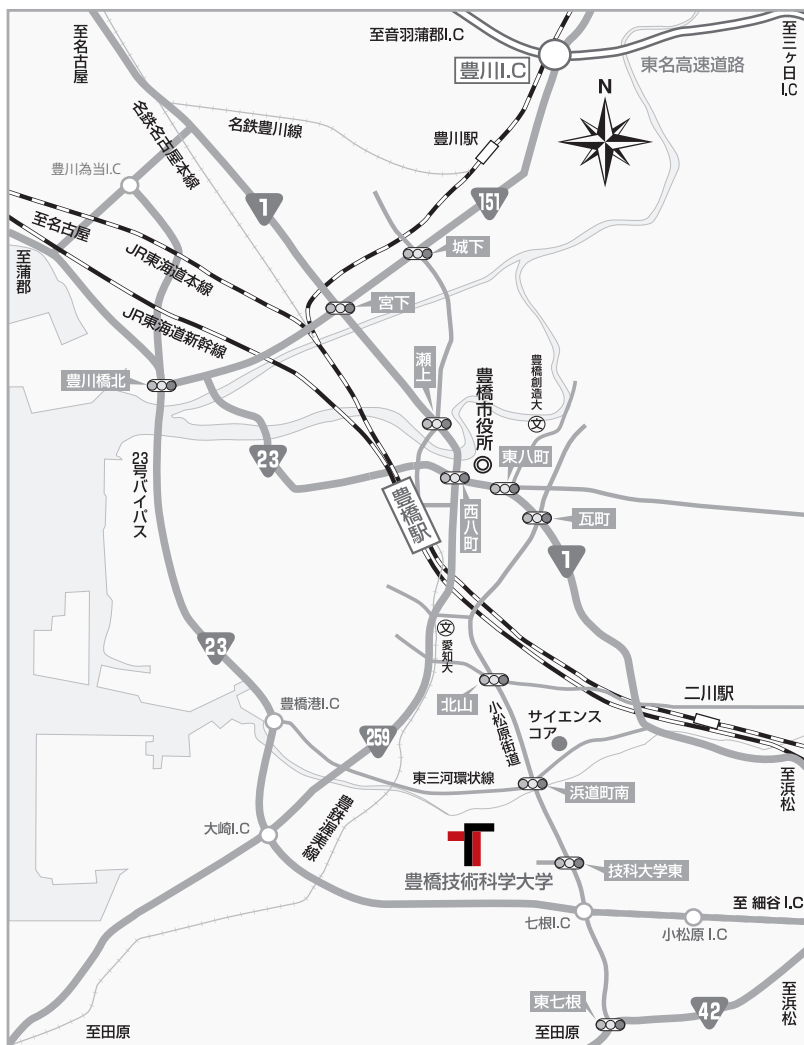 至名古屋
至音羽蒲郡I.C
豊川I.C
東名高速道路
至三ヶ日I.C
N
名鉄名古屋本線
名鉄豊川線
豊川駅
豊川為当I.C
1
151
至名古屋
城下
至蒲郡
JR東海道本線
宮下
JR東海道新幹線
豊川橋北
瀬上
豊橋市役所
豊橋創造大
文
23
23号バイパス
東八町
豊橋駅
西八町
瓦町
1
文
愛知大
23
北山
二川駅
豊橋港I.C
小松原街道
サイエンス
コア
259
東三河環状線
浜道町南
至浜松
大崎I.C
豊鉄渥美線
技科大学東
豊橋技術科学大学
至 細谷 I.C
七根I.C
小松原 I.C
東七根
42
至浜松
至田原
至田原